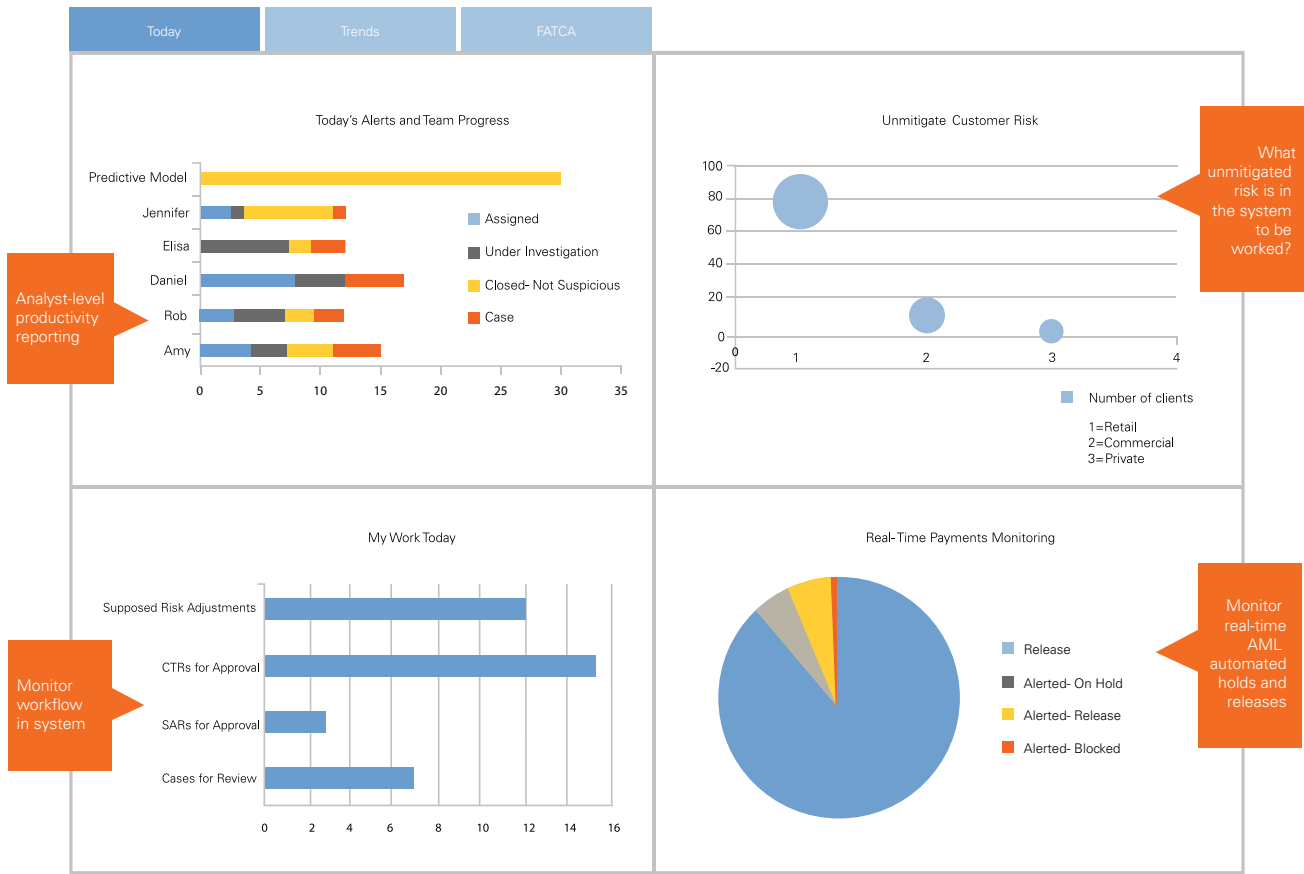 Today
Trends
FATCA
Today's Alerts and Team Progress
Predictive Model
Jennifer
Elisa
Daniel
Rob
Amy
0 5 10 15 20 25 30 35
Assigned
Under Investigation
Closed- Not Suspicious
Case
Analyst-level
productivity
reporting
Unmitigate Customer Risk
100
80
60
40
20
0
-20
0 1 2 3 4
Number of clients
1=Retail
2=Commercial
3=Private
What
unmitigated
risk is in
the system
to be
worked?
My Work Today
Supposed Risk Adjustments
CTRs for Approval
SARs for Approval
Cases for Review
0 2 4 6 8 10 12 14 16
Monitor
workflow
in system
Real-Time Payments Monitoring
Release
Alerted- On Hold
Alerted- Release
Alerted- Blocked
Monitor
real-time
AML
automated
holds and
releases